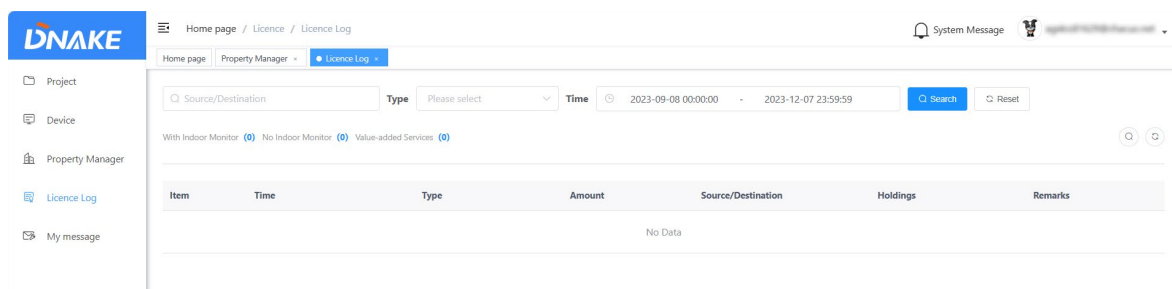 DNAKE
Home page / Licence / Licence Log
System Message
Home page Property Manager × Licence Log ×
Project
Device
Property Manager
Licence Log
My message
Source/Destination Type Please select Time 2023-09-08 00:00:00 - 2023-12-07 23:59:59 Search Reset
With Indoor Monitor (0) No Indoor Monitor (0) Value-added Services (0)
Item Time Type Amount Source/Destination Holdings Remarks
No Data